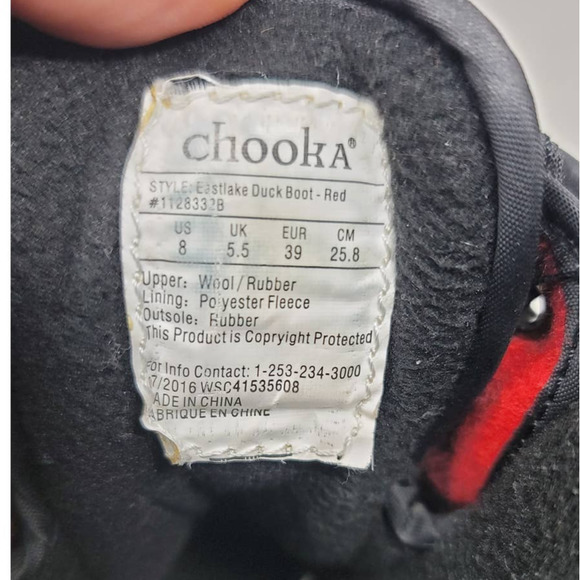 chooka®
STYLE: Eastlake Duck Boot - Red
#1128332B
US UK EUR CM
8 5.5 39 25.8
Upper: Wool / Rubber
Lining: Polyester Fleece
Outsole: Rubber
This Product is Copyright Protected
For Info Contact: 1-253-234-3000
7/2016 WSC41535608
ADE IN CHINA
ABRIQUE EN CHINE